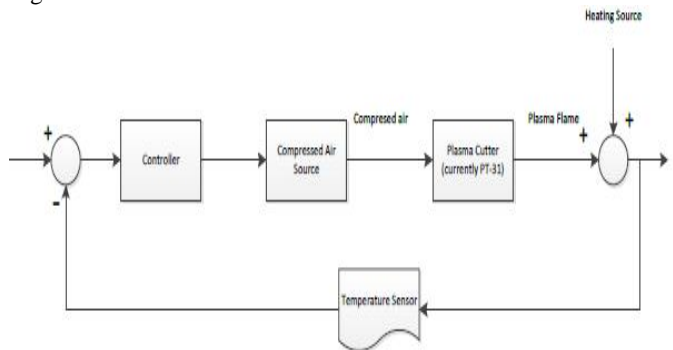 Heating Source
Compresed air
Plasma Flame
+
+
+
Controller
Compressed Air
Source
Plasma Cutter
(currently PT-31)
-
Temperature Sensor